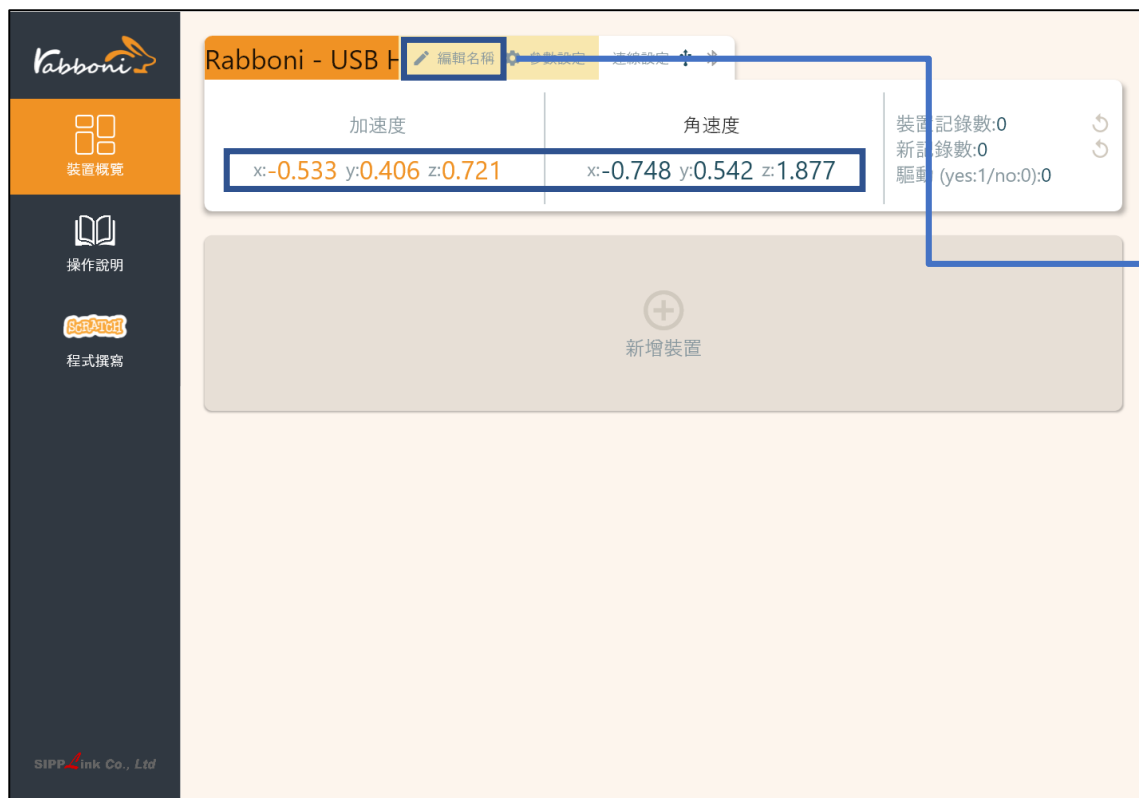 Rabboni
裝置概覽
操作說明
SCRATCH
程式撰寫
SIPPLink Co., Ltd
Rabboni - USB H
編輯名稱
參數設定
連線設定
加速度
x:-0.533 y:0.406 z:0.721
角速度
x:-0.748 y:0.542 z:1.877
裝置記錄數:0
新記錄數:0
驅動 (yes:1/no:0):0
新增裝置